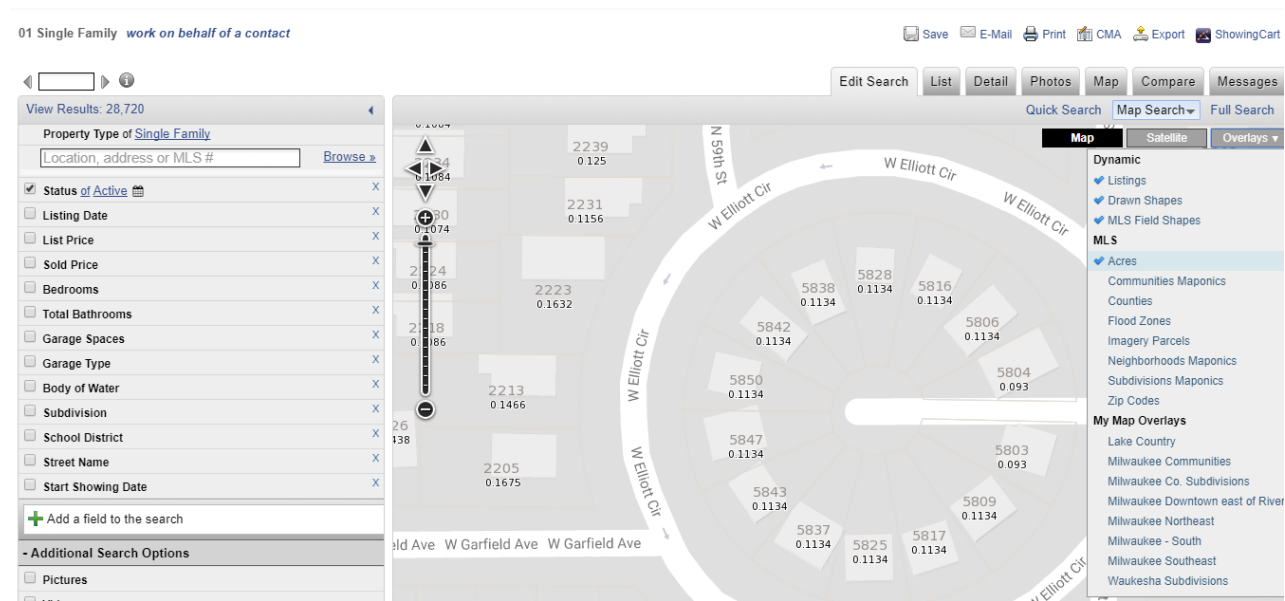 01 Single Family work on behalf of a contact
Save E-Mail Print CMA Export ShowingCart
Edit Search List Detail Photos Map Compare Messages
View Results: 28,720
Quick Search Map Search Full Search
Property Type of Single Family
Location, address or MLS # Browse »
Status of Active X
Listing Date X
List Price X
Sold Price X
Bedrooms X
Total Bathrooms X
Garage Spaces X
Garage Type X
Body of Water X
Subdivision X
School District X
Street Name X
Start Showing Date X
Add a field to the search
- Additional Search Options
Pictures
Map Satellite Overlays
Dynamic
Listings
Drawn Shapes
MLS Field Shapes
MLS
Acres
Communities Maponics
Counties
Flood Zones
Imagery Parcels
Neighborhoods Maponics
Subdivisions Maponics
Zip Codes
My Map Overlays
Lake Country
Milwaukee Communities
Milwaukee Co. Subdivisions
Milwaukee Downtown east of River
Milwaukee Northeast
Milwaukee - South
Milwaukee Southeast
Waukesha Subdivisions
N 59th St
W Elliott Cir
W Elliott Cir
W Elliott Cir
W Elliott Cir
W Elliott Cir
W Elliott Cir
2239
0.125
2231
0.1156
2223
0.1632
2213
0.1466
2205
0.1675
5838
0.1134
5828
0.1134
5816
0.1134
5842
0.1134
5806
0.1134
5850
0.1134
5804
0.093
5847
0.1134
5803
0.093
5843
0.1134
5809
0.1134
5837
0.1134
5825
0.1134
5817
0.1134
W Garfield Ave W Garfield Ave